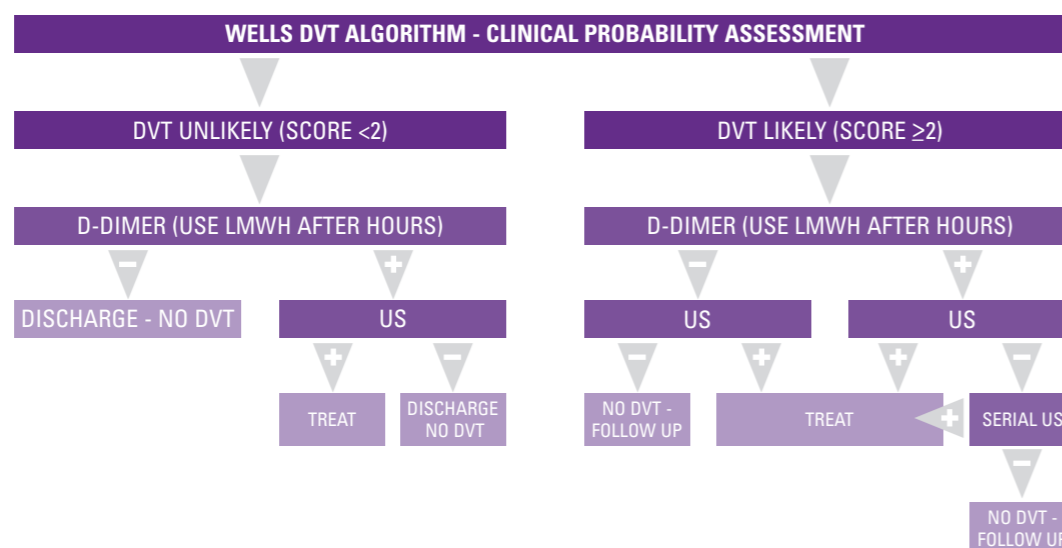 WELLS DVT ALGORITHM - CLINICAL PROBABILITY ASSESSMENT
DVT UNLIKELY (SCORE <2)
DVT LIKELY (SCORE ≥2)
D-DIMER (USE LMWH AFTER HOURS)
D-DIMER (USE LMWH AFTER HOURS)
-
+
-
+
DISCHARGE - NO DVT
US
US
US
+
-
-
+
+
-
TREAT
DISCHARGE
NO DVT
NO DVT -
FOLLOW UP
TREAT
+
SERIAL US
-
NO DVT -
FOLLOW UP